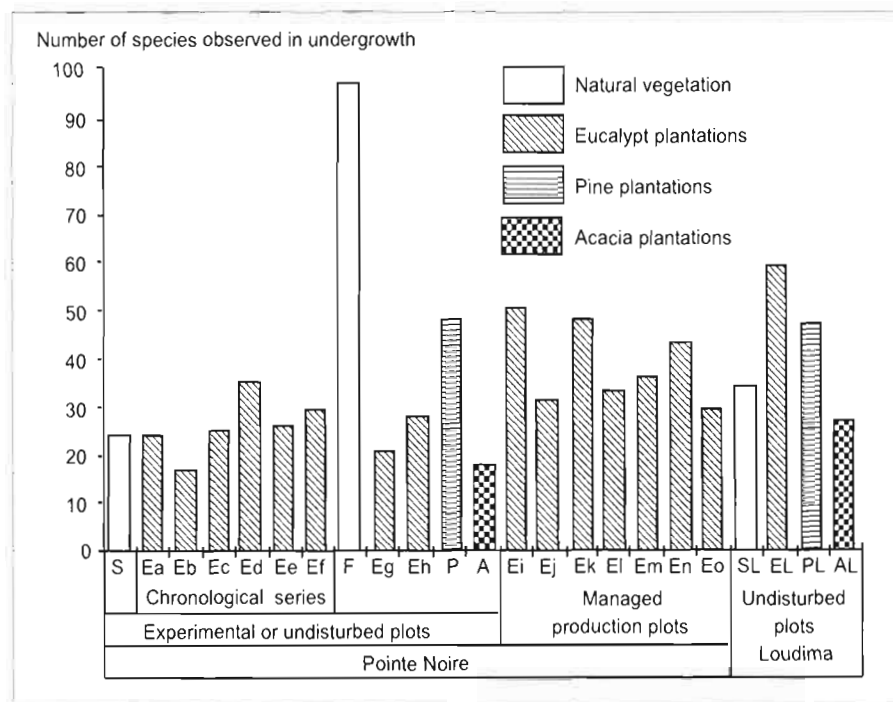 Number of species observed in undergrowth
100
90
80
70
60
50
40
30
20
10
0
Natural vegetation
Eucalypt plantations
Pine plantations
Acacia plantations
S Ea Eb Ec Ed Ee Ef F Eg Eh P A Ei Ej Ek El Em En Eo SL EL PL AL
Chronological series
Managed
production plots
Undisturbed
plots
Loudima
Experimental or undisturbed plots
Pointe Noire